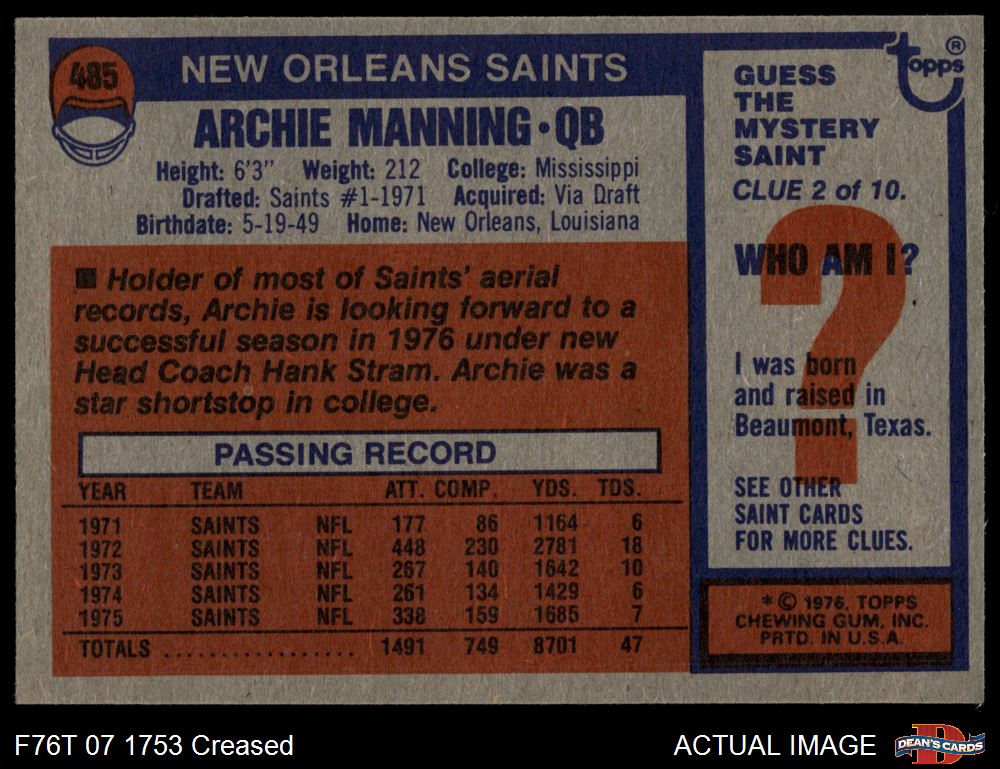 485
NEW ORLEANS SAINTS
ARCHIE MANNING • QB
Height: 6'3" Weight: 212 College: Mississippi
Drafted: Saints #1-1971 Acquired: Via Draft
Birthdate: 5-19-49 Home: New Orleans, Louisiana
■ Holder of most of Saints' aerial
records, Archie is looking forward to a
successful season in 1976 under new
Head Coach Hank Stram. Archie was a
star shortstop in college.
PASSING RECORD
YEAR TEAM ATT. COMP. YDS. TDS.
1971 SAINTS NFL 177 86 1164 6
1972 SAINTS NFL 448 230 2781 18
1973 SAINTS NFL 267 140 1642 10
1974 SAINTS NFL 261 134 1429 6
1975 SAINTS NFL 338 159 1685 7
TOTALS .................. 1491 749 8701 47
topps ®
GUESS
THE
MYSTERY
SAINT
CLUE 2 of 10.
WHO AM I?
?
I was born
and raised in
Beaumont, Texas.
SEE OTHER
SAINT CARDS
FOR MORE CLUES.
* © 1976, TOPPS
CHEWING GUM, INC.
PRTD. IN U.S.A.
F76T 07 1753 Creased
ACTUAL IMAGE
D
DEAN'S CARDS